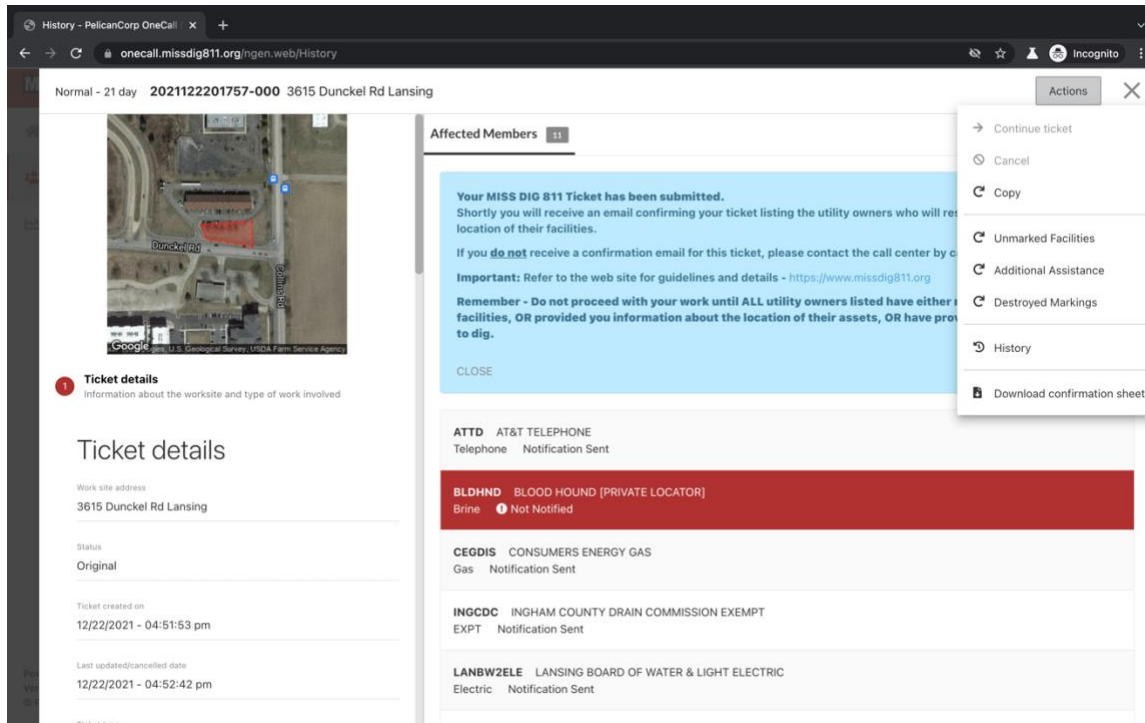 History - PelicanCorp OneCall
onecall.missdig811.org/ngen.web/History
Incognito
Normal - 21 day 2021122201757-000 3615 Dunckel Rd Lansing
Actions
Continue ticket
Cancel
Copy
Unmarked Facilities
Additional Assistance
Destroyed Markings
History
Download confirmation sheet
Dunckel Rd
Collins Rd
Google
U.S. Geological Survey, USDA Farm Service Agency
1 Ticket details
Information about the worksite and type of work involved
Ticket details
Work site address
3615 Dunckel Rd Lansing
Status
Original
Ticket created on
12/22/2021 - 04:51:53 pm
Last updated/cancelled date
12/22/2021 - 04:52:42 pm
Affected Members 11
Your MISS DIG 811 Ticket has been submitted.
Shortly you will receive an email confirming your ticket listing the utility owners who will res
location of their facilities.
If you do not receive a confirmation email for this ticket, please contact the call center by c
Important: Refer to the web site for guidelines and details - https://www.missdig811.org
Remember - Do not proceed with your work until ALL utility owners listed have either
facilities, OR provided you information about the location of their assets, OR have prov
to dig.
CLOSE
ATTD AT&T TELEPHONE
Telephone Notification Sent
BLDHND BLOOD HOUND [PRIVATE LOCATOR]
Brine Not Notified
CEGDIS CONSUMERS ENERGY GAS
Gas Notification Sent
INGCDC INGHAM COUNTY DRAIN COMMISSION EXEMPT
EXPT Notification Sent
LANBW2ELE LANSING BOARD OF WATER & LIGHT ELECTRIC
Electric Notification Sent